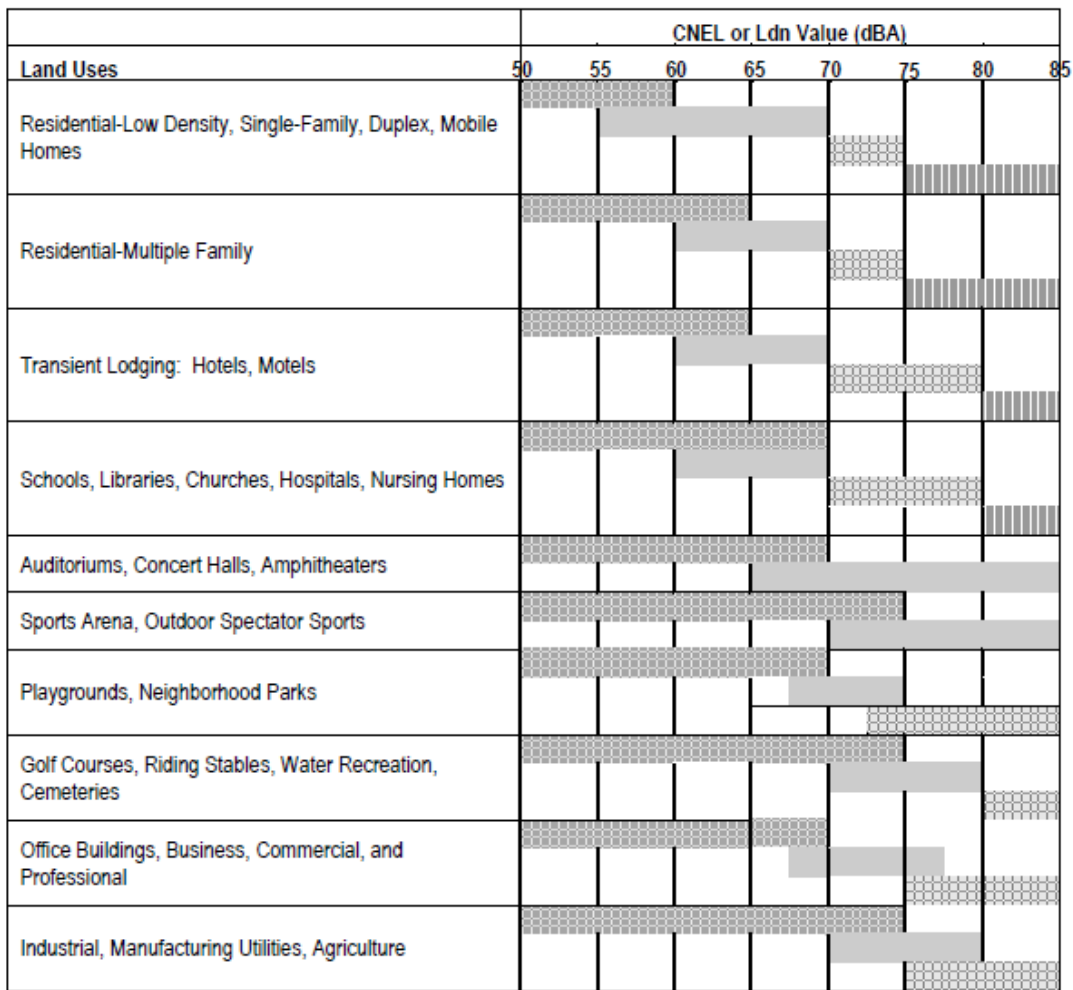 CNEL or Ldn Value (dBA)
Land Uses 50 55 60 65 70 75 80 85
Residential-Low Density, Single-Family, Duplex, Mobile
Homes
Residential-Multiple Family
Transient Lodging: Hotels, Motels
Schools, Libraries, Churches, Hospitals, Nursing Homes
Auditoriums, Concert Halls, Amphitheaters
Sports Arena, Outdoor Spectator Sports
Playgrounds, Neighborhood Parks
Golf Courses, Riding Stables, Water Recreation,
Cemeteries
Office Buildings, Business, Commercial, and
Professional
Industrial, Manufacturing Utilities, Agriculture